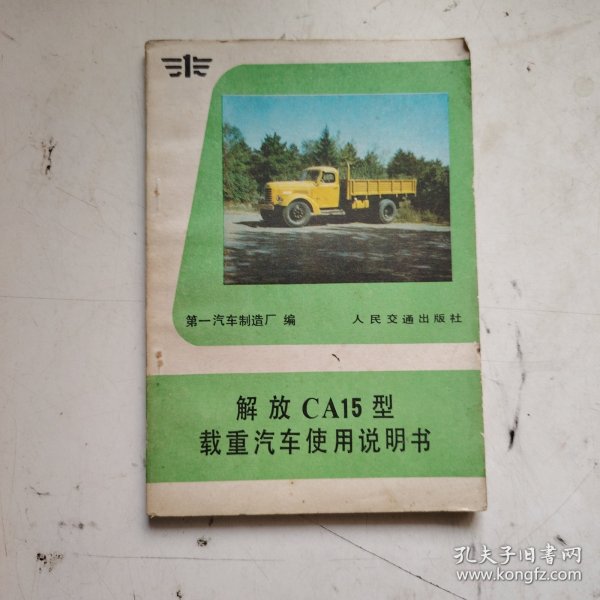 第一汽车制造厂 编 人民交通出版社
解放CA15型
载重汽车使用说明书
孔夫子旧书网
www.kongfz.com